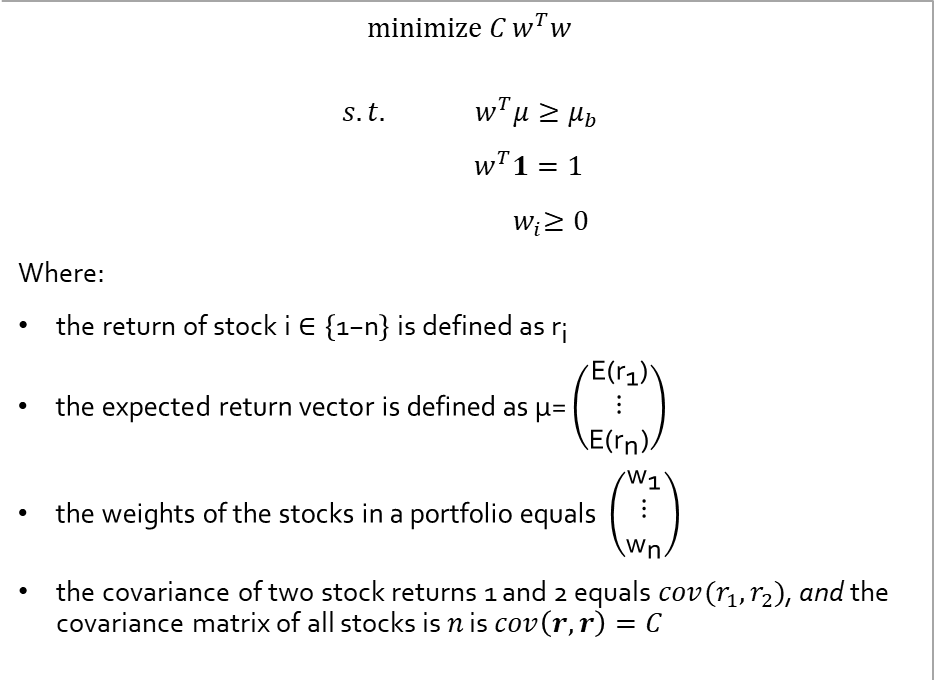 minimize C wᵀw
s.t. wᵀμ ≥ μ_b
wᵀ𝟏 = 1
wᵢ≥ 0
Where:
• the return of stock i ∈ {1–n} is defined as rᵢ
• the expected return vector is defined as μ= (E(r₁) ⋮ E(rₙ))
• the weights of the stocks in a portfolio equals (w₁ ⋮ wₙ)
• the covariance of two stock returns 1 and 2 equals cov(r₁, r₂), and the
covariance matrix of all stocks is n is cov(r, r) = C